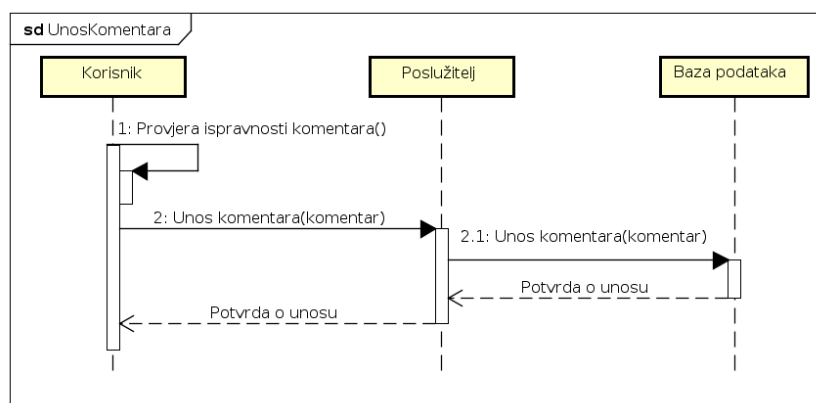 sd UnosKomentara
Korisnik
Poslužitelj
Baza podataka
1: Provjera ispravnosti komentara()
2: Unos komentara(komentar)
2.1: Unos komentara(komentar)
Potvrda o unosu
Potvrda o unosu